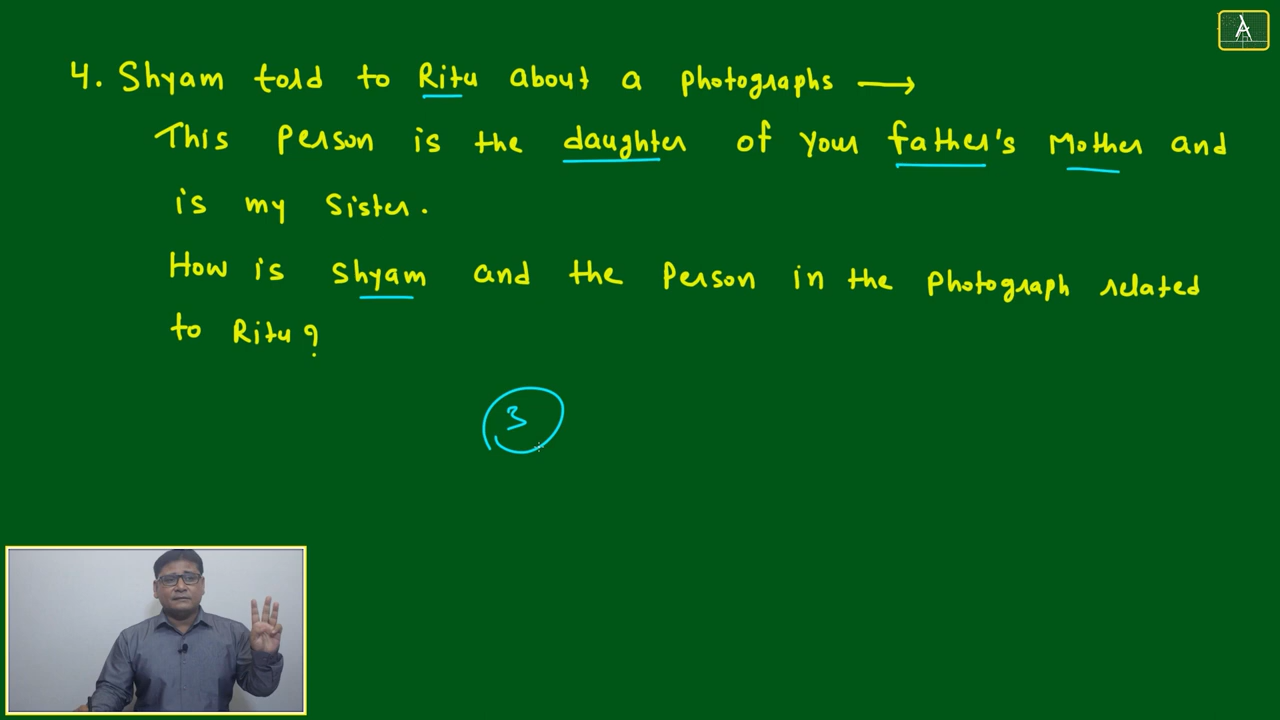 4. Shyam told to Ritu about a photographs →
This person is the daughter of your father's Mother and
is my sister.
How is shyam and the person in the photograph related
to Ritu?
3
A